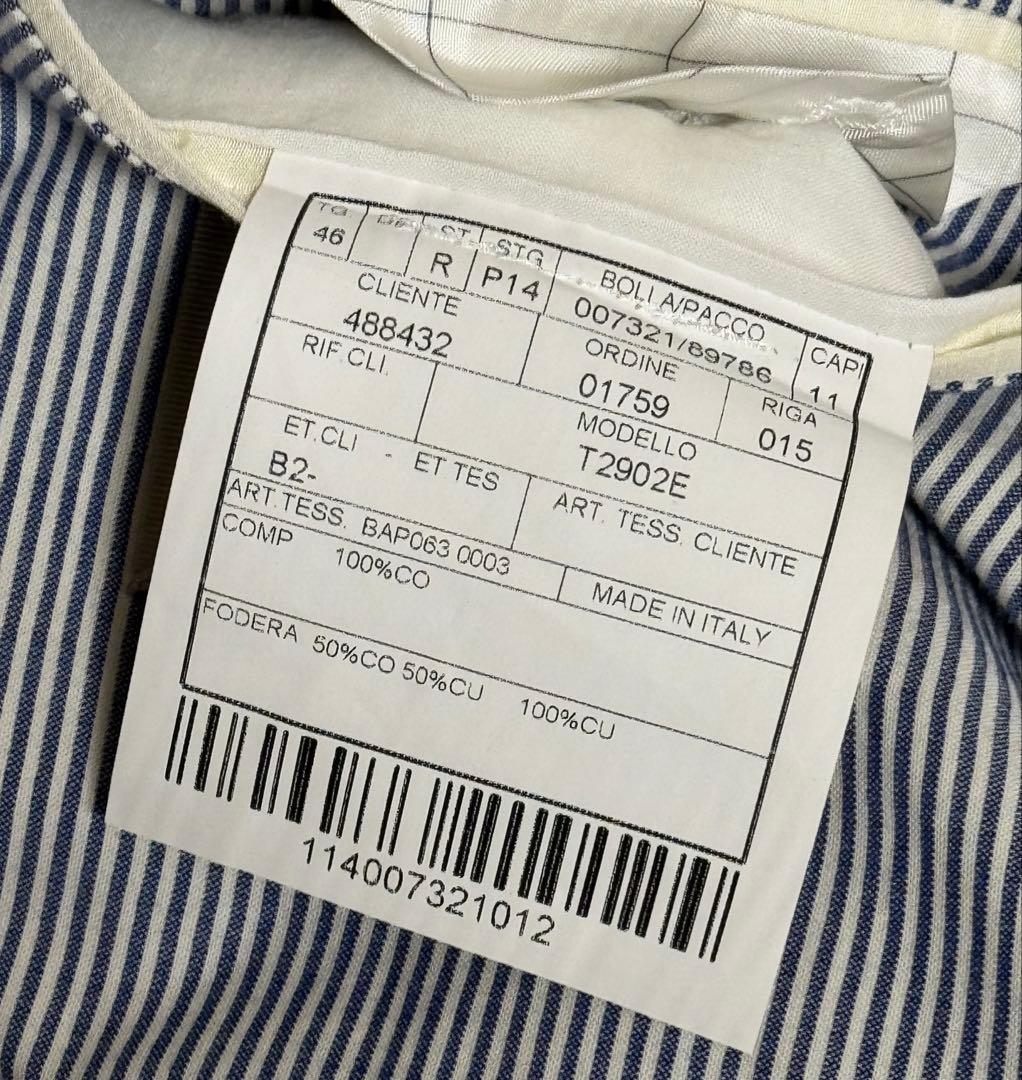 TG. ST STG BOLLA/PACCO CAPI
46 R P14 007321/89786 11
CLIENTE ORDINE RIGA
488432 01759 015
RIF.CLI. MODELLO
T2902E
ET.CLI - ET TES ART. TESS. CLIENTE
B2-
ART.TESS. BAP063 0003 MADE IN ITALY
COMP 100%CO
FODERA 50%CO 50%CU 100%CU
114007321012